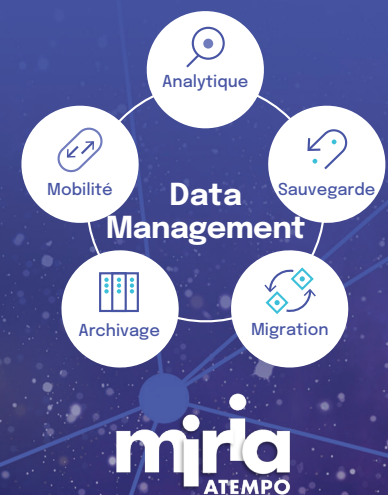 Analytique
Mobilité
Sauvegarde
Data
Management
Archivage
Migration
miria
ATEMPO